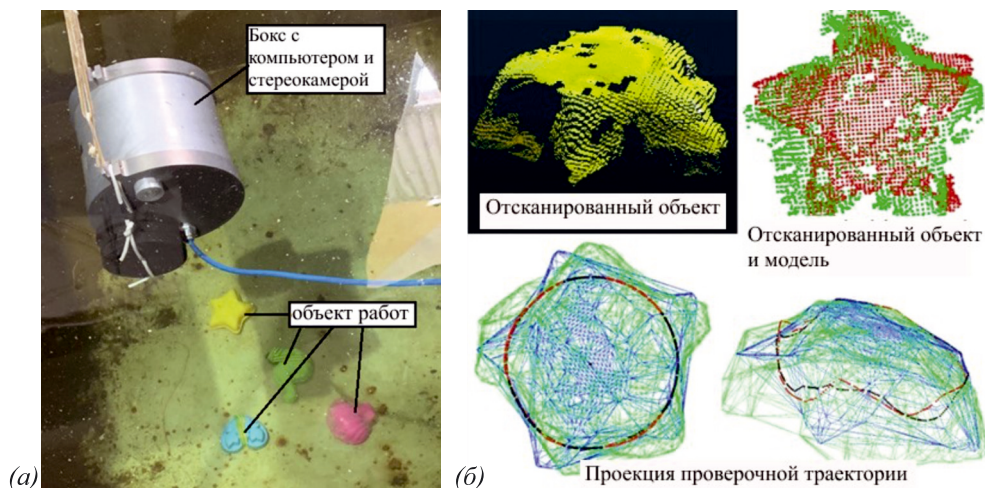 Бокс с
компьютером и
стереокамерой
объект работ
(а)
Отсканированный объект
Отсканированный объект
и модель
Проекция проверочной траектории
(б)